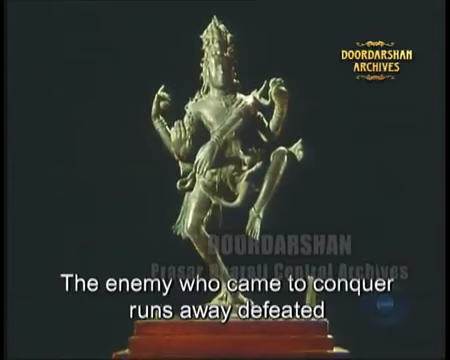 DOORDARSHAN
ARCHIVES
DOORDARSHAN
Prasar Bharati Central Archives
The enemy who came to conquer
runs away defeated